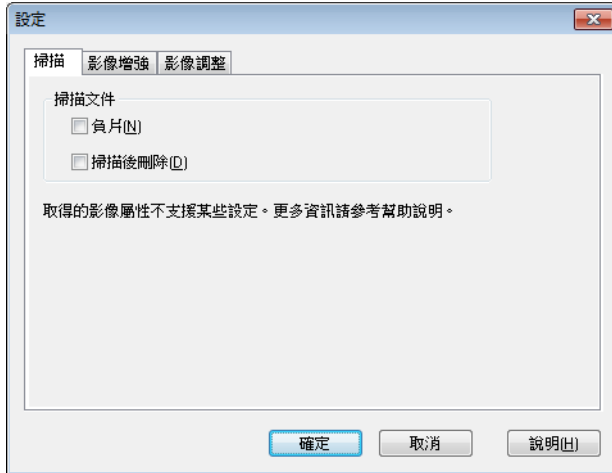 設定
掃描 影像增強 影像調整
掃描文件
負片(N)
掃描後刪除(D)
取得的影像屬性不支援某些設定。更多資訊請參考幫助說明。
確定 取消 說明(H)